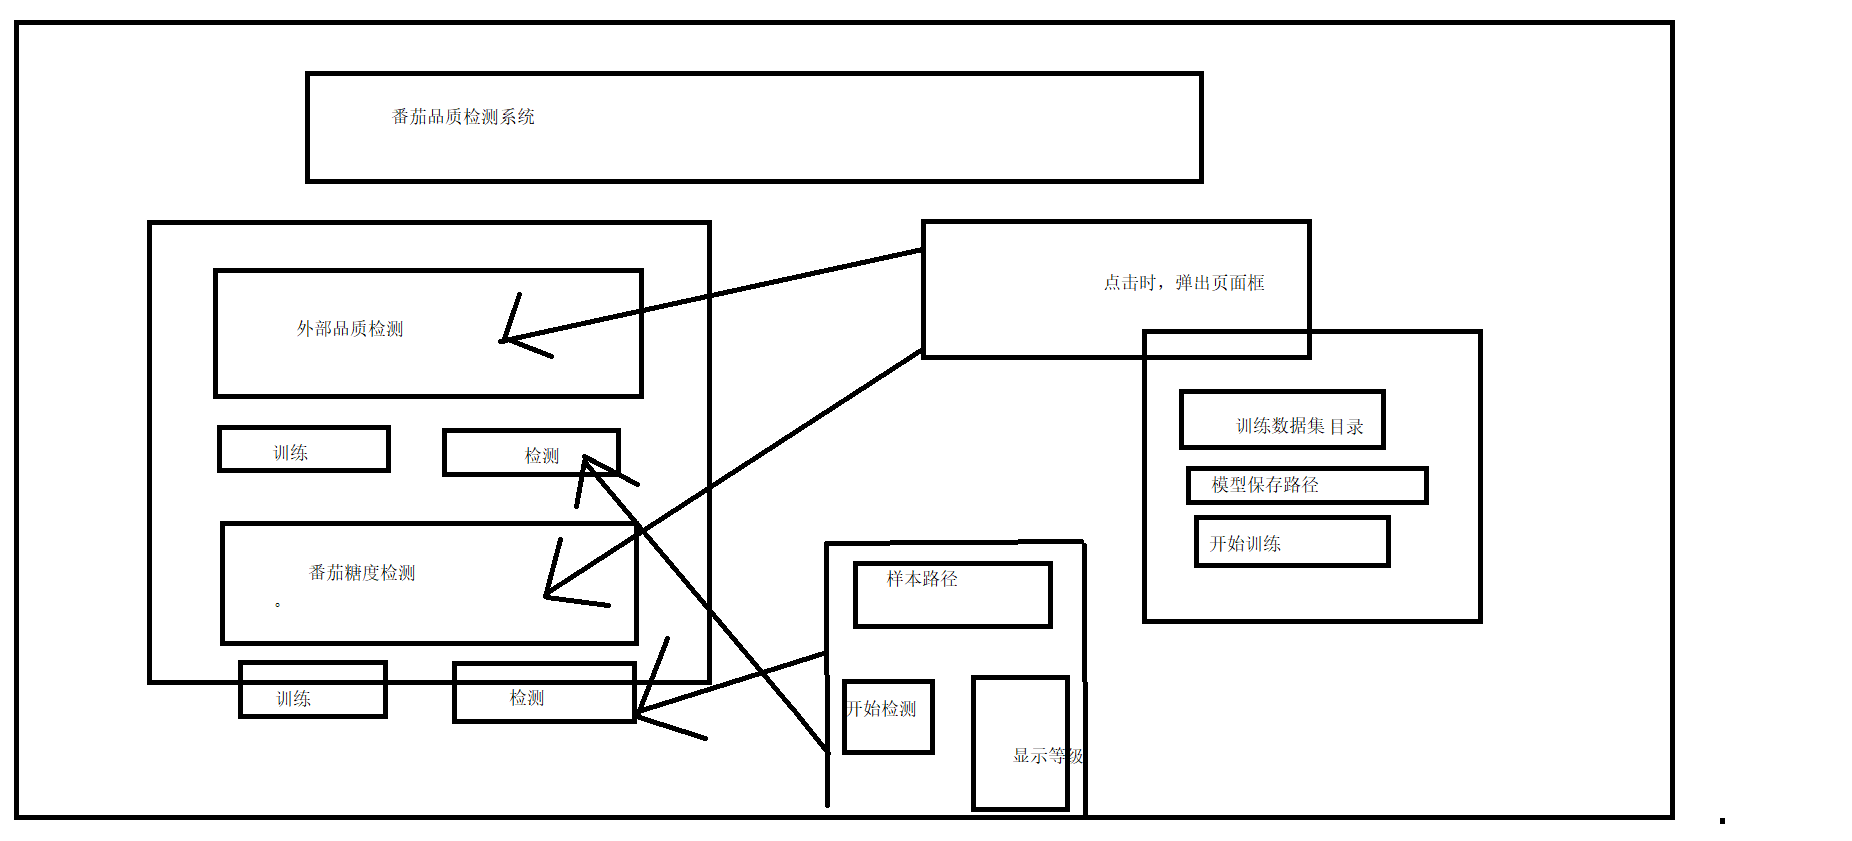 番茄品质检测系统
点击时，弹出页面框
外部品质检测
训练
检测
番茄糖度检测
。
训练
检测
训练数据集目录
模型保存路径
开始训练
样本路径
开始检测
显示等级